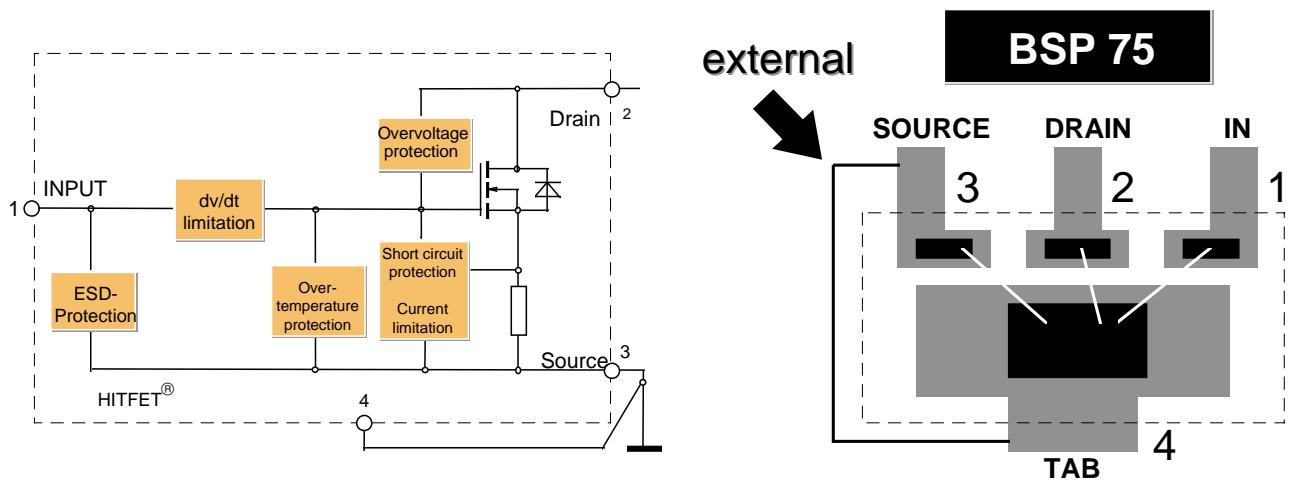 Drain
2
Overvoltage
protection
INPUT
1
dv/dt
limitation
Short circuit
protection
Current
limitation
ESD-
Protection
Over-
temperature
protection
Source
3
HITFET®
4
external
BSP 75
SOURCE
DRAIN
IN
3
2
1
4
TAB